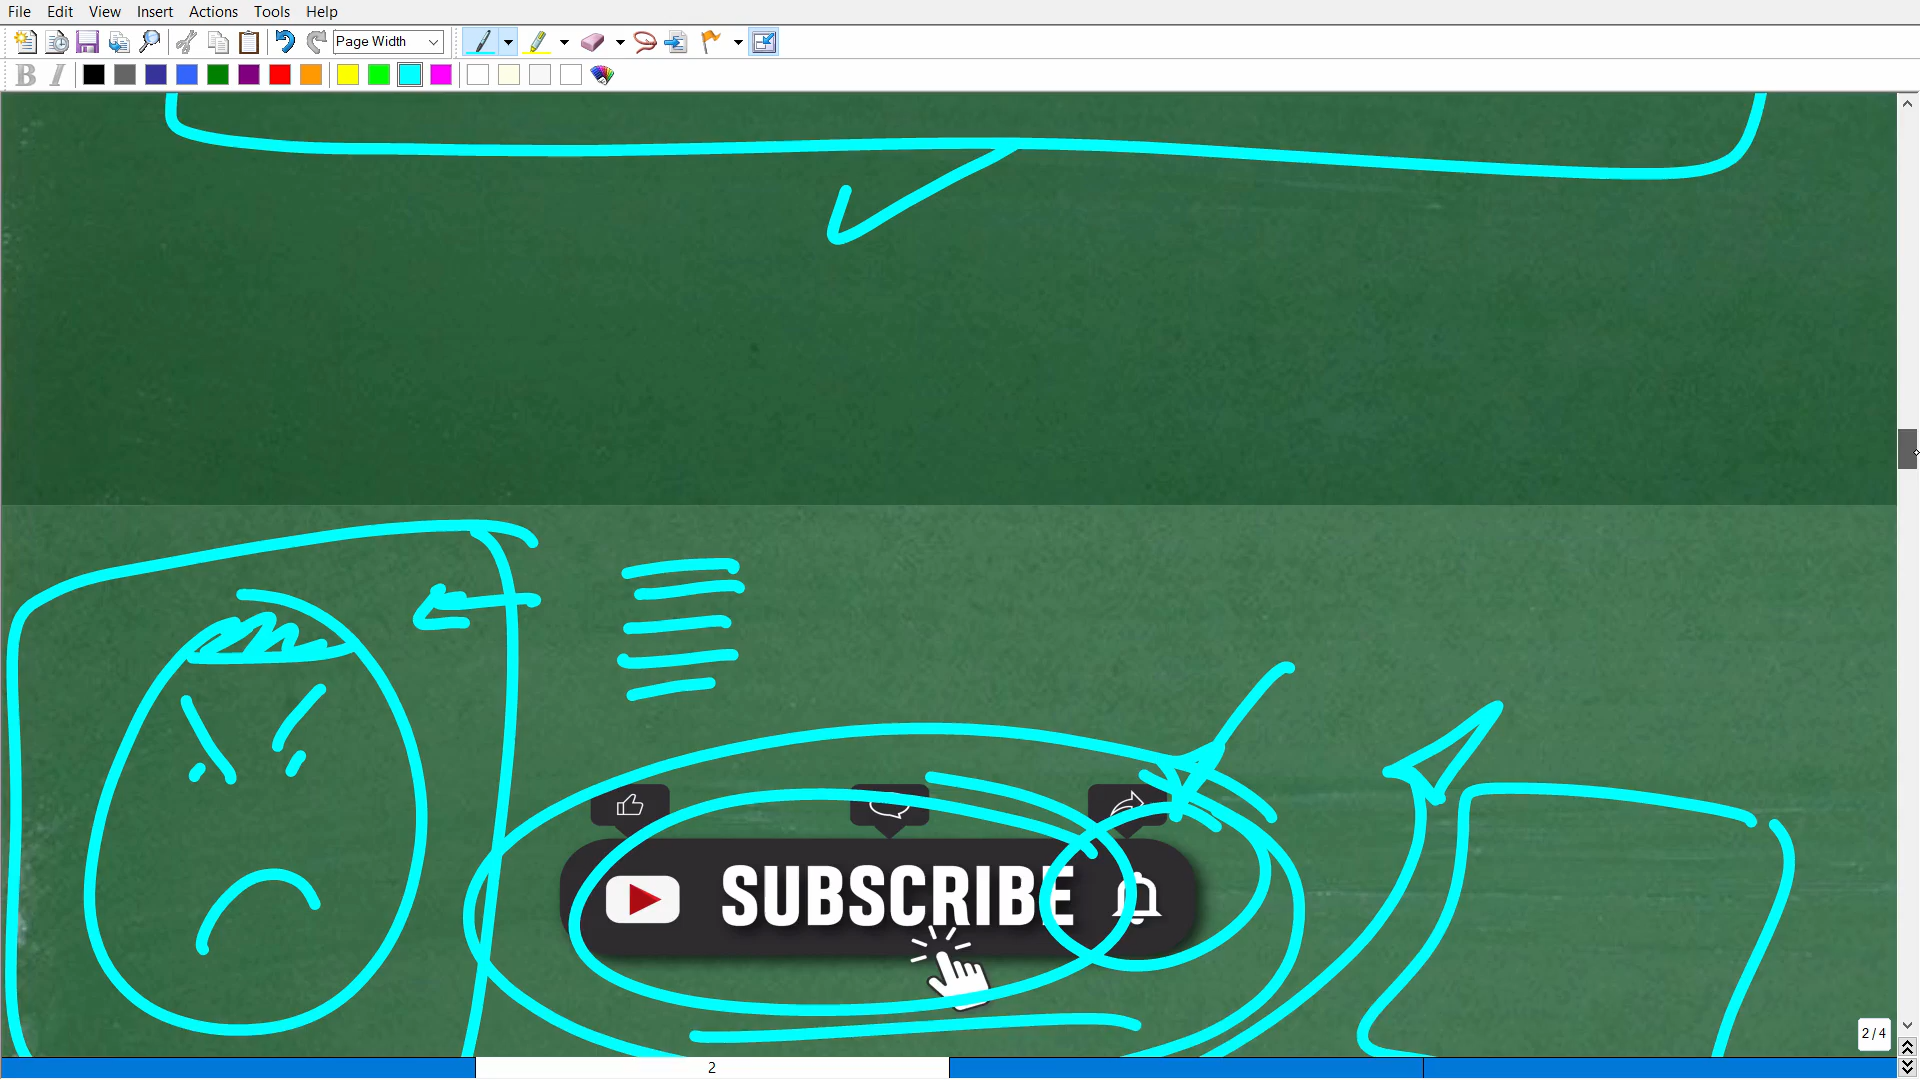 File Edit View Insert Actions Tools Help
Page Width
B I
SUBSCRIBE
2 / 4
2